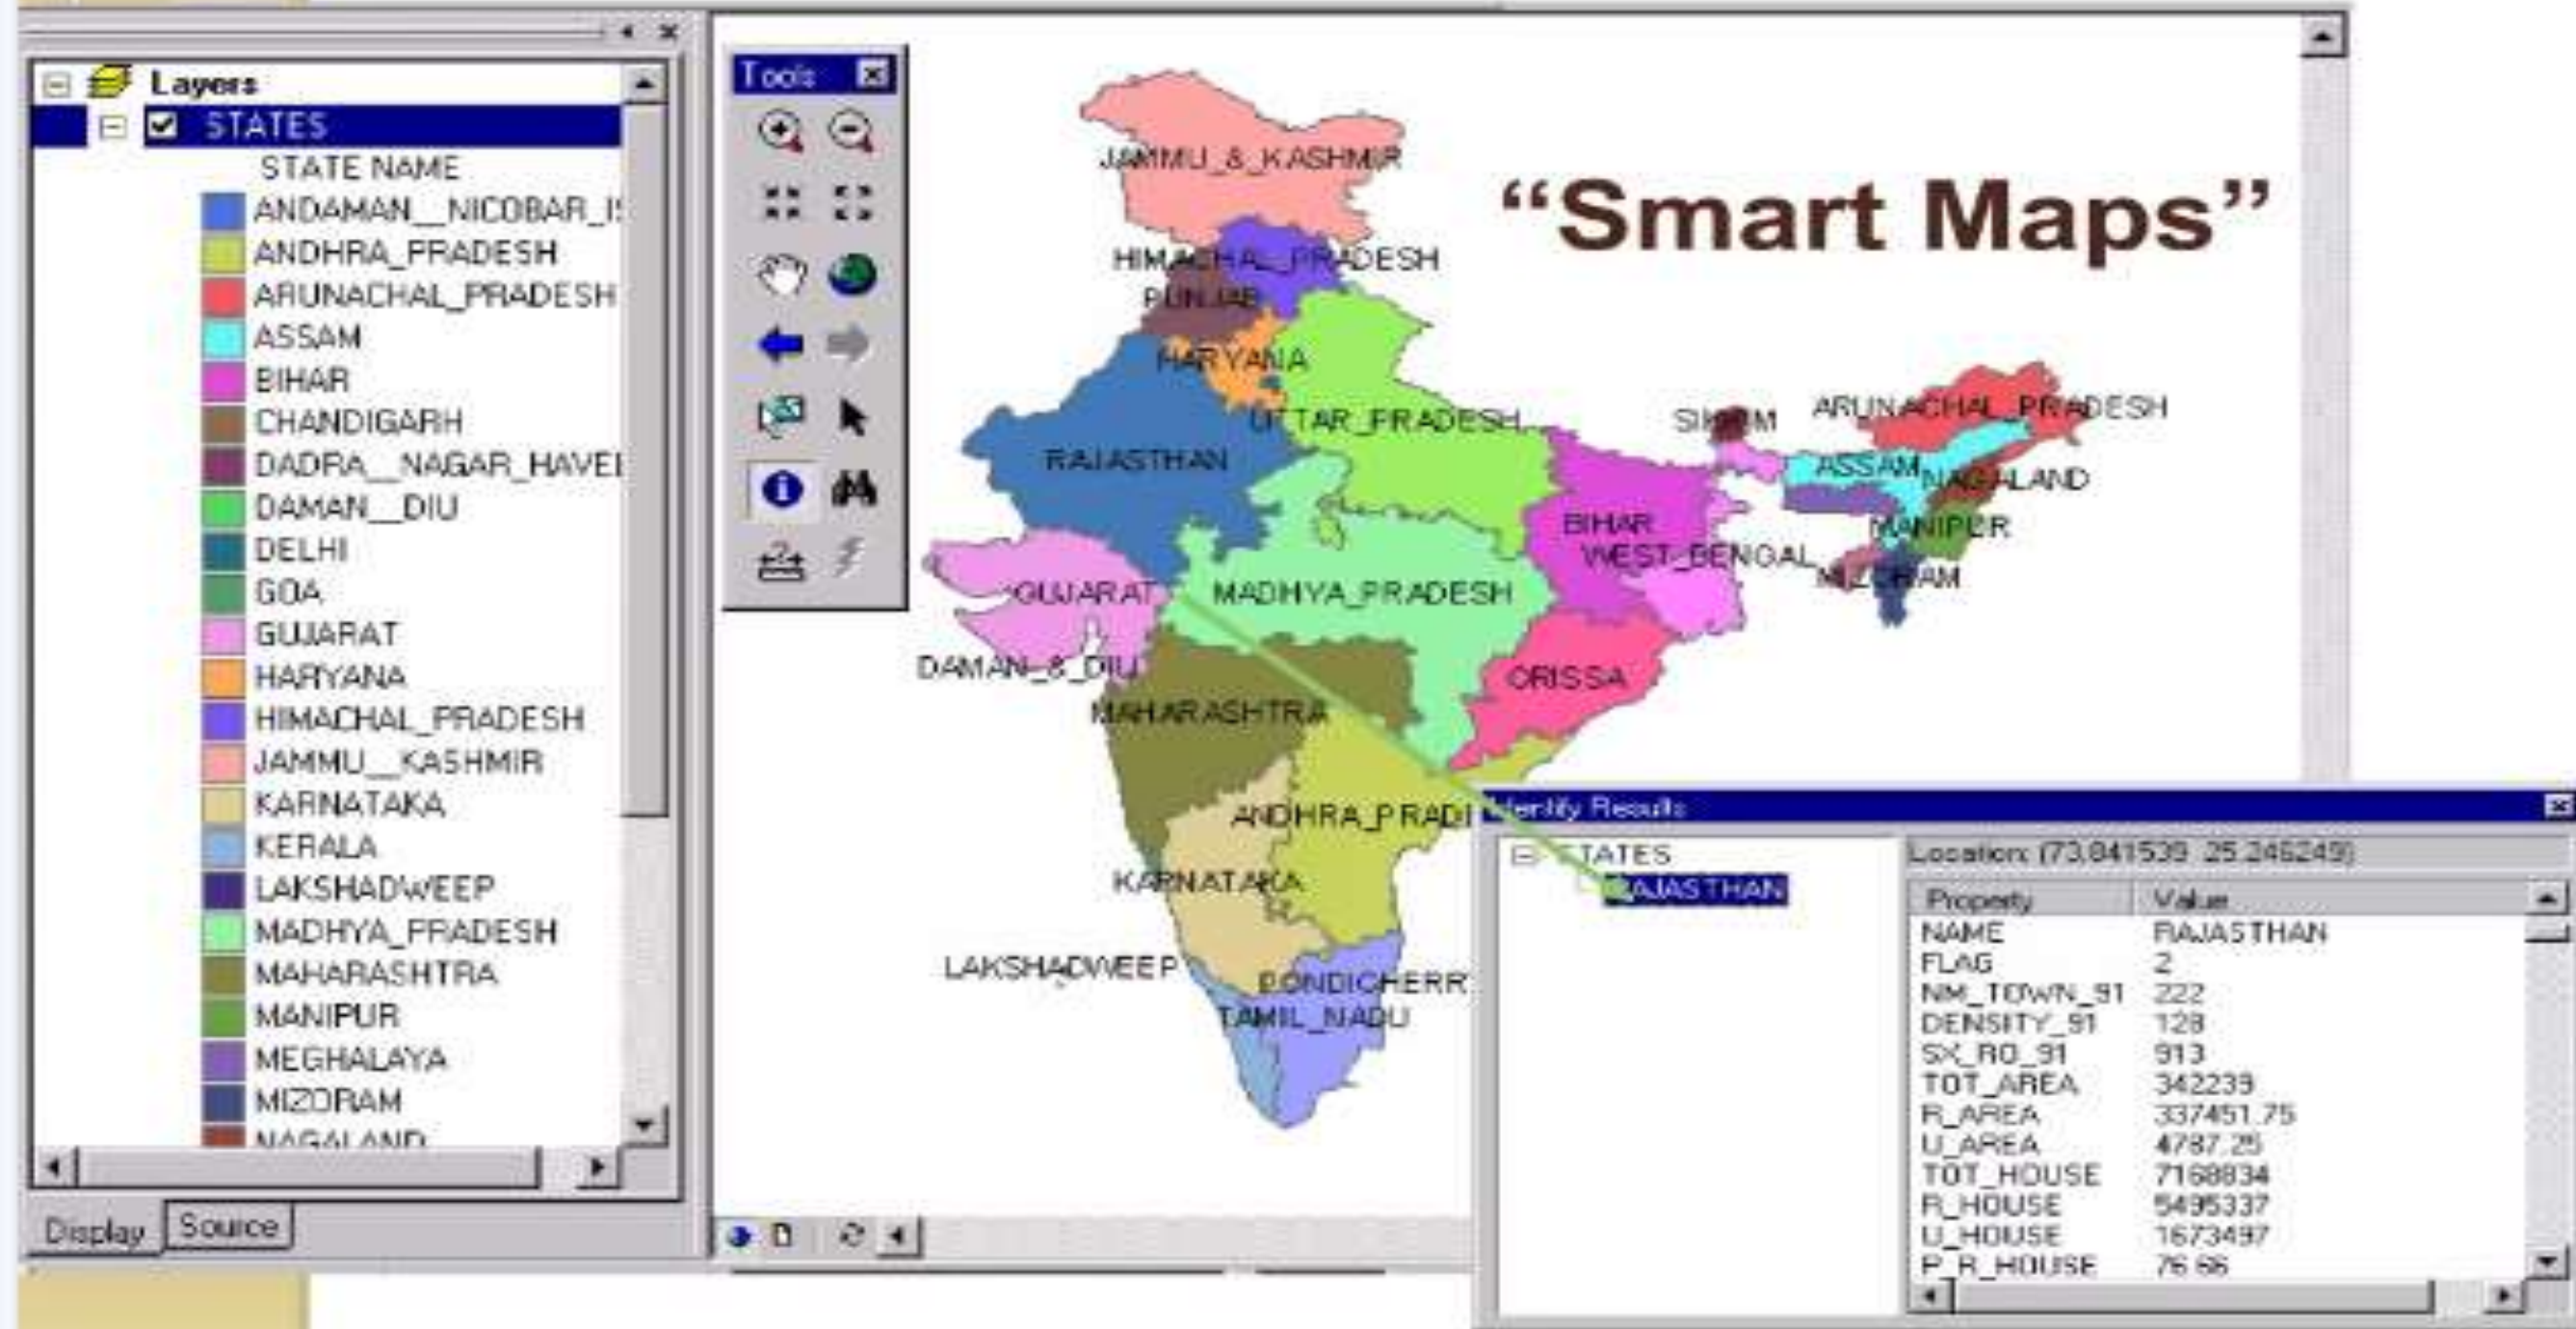 Layers
STATES
STATE NAME
ANDAMAN__NICOBAR_I
ANDHRA_PRADESH
ARUNACHAL_PRADESH
ASSAM
BIHAR
CHANDIGARH
DADRA__NAGAR_HAVEL
DAMAN__DIU
DELHI
GOA
GUJARAT
HARYANA
HIMACHAL_PRADESH
JAMMU__KASHMIR
KARNATAKA
KERALA
LAKSHADWEEP
MADHYA_PRADESH
MAHARASHTRA
MANIPUR
MEGHALAYA
MIZORAM
NAGALAND
Display Source
Tools
“Smart Maps”
JAMMU_&_KASHMIR
HIMACHAL_PRADESH
PUNJAB
HARYANA
UTTAR_PRADESH
RAJASTHAN
SIKKIM
ARUNACHAL_PRADESH
ASSAM
NAGALAND
MANIPUR
BIHAR
WEST_BENGAL
MIZORAM
GUJARAT
MADHYA_PRADESH
DAMAN_&_DIU
ORISSA
MAHARASHTRA
ANDHRA_PRAD
KARNATAKA
LAKSHADWEEP
PONDICHERR
TAMIL_NADU
Identify Results
STATES
RAJASTHAN
Location: (73.841539 25.246249)
Property Value
NAME RAJASTHAN
FLAG 2
NM_TOWN_91 222
DENSITY_91 128
SX_RO_91 913
TOT_AREA 342239
R_AREA 337451.75
U_AREA 4787.25
TOT_HOUSE 7168834
R_HOUSE 5495337
U_HOUSE 1673497
P_R_HOUSE 76.66